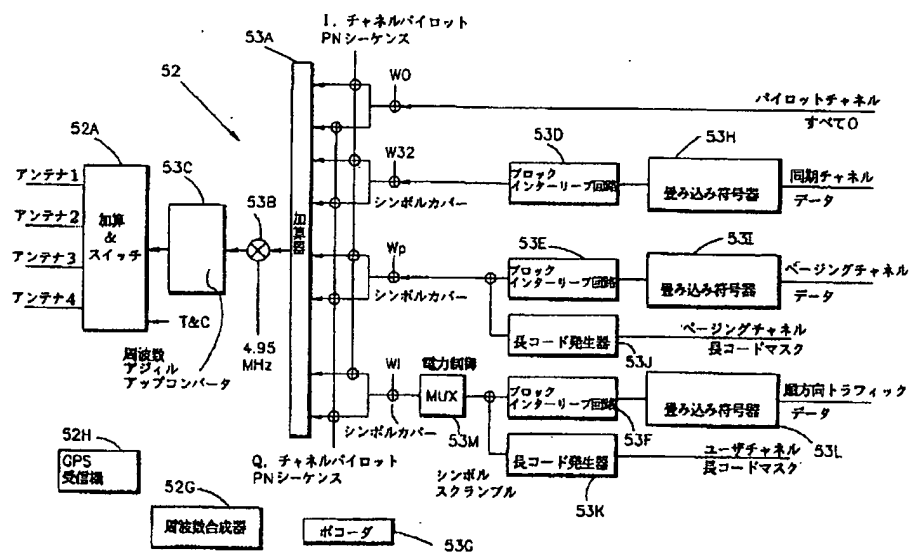 I. チャネルパイロット
PNシーケンス
53A
52
W0
パイロットチャネル
すべて0
52A
53C
53D
53H
アンテナ1
アンテナ2
アンテナ3
アンテナ4
加算
&
スイッチ
53B
加算器
W32
シンボルカバー
ブロック
インターリーブ回路
畳み込み符号器
同期チャネル
データ
53E
53I
Wp
シンボルカバー
ブロック
インターリーブ回路
畳み込み符号器
ページングチャネル
データ
T&C
4.95
MHz
長コード発生器
53J
ページングチャネル
長コードマスク
周波数
アジィル
アップコンバータ
電力制御
WI
シンボルカバー
MUX
53M
ブロック
インターリーブ回路
53F
畳み込み符号器
53L
順方向トラフィック
データ
52H
GPS
受信機
Q. チャネルパイロット
PNシーケンス
シンボル
スクランブル
長コード発生器
53K
ユーザチャネル
長コードマスク
52G
周波数合成器
ボコーダ
53G